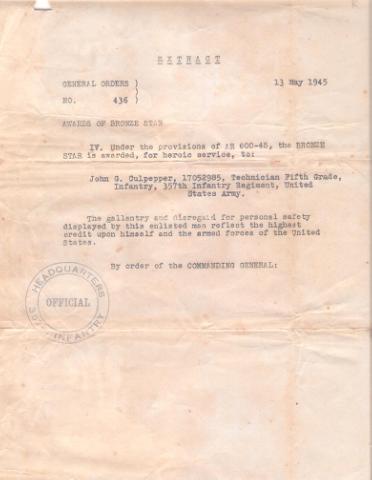 EXTRACT
GENERAL ORDERS )
13 May 1945
)
NO. 436 )
AWARDS OF BRONZE STAR
IV. Under the provisions of AR 600-45, the BRONZE
STAR is awarded, for heroic service, to:
John G. Culpepper, 17052985, Technician Fifth Grade,
Infantry, 357th Infantry Regiment, United
States Army.
The gallantry and disregard for personal safety
displayed by this enlisted man reflect the highest
credit upon himself and the armed forces of the United
States.
By order of the COMMANDING GENERAL:
HEADQUARTERS
OFFICIAL
INFANTRY